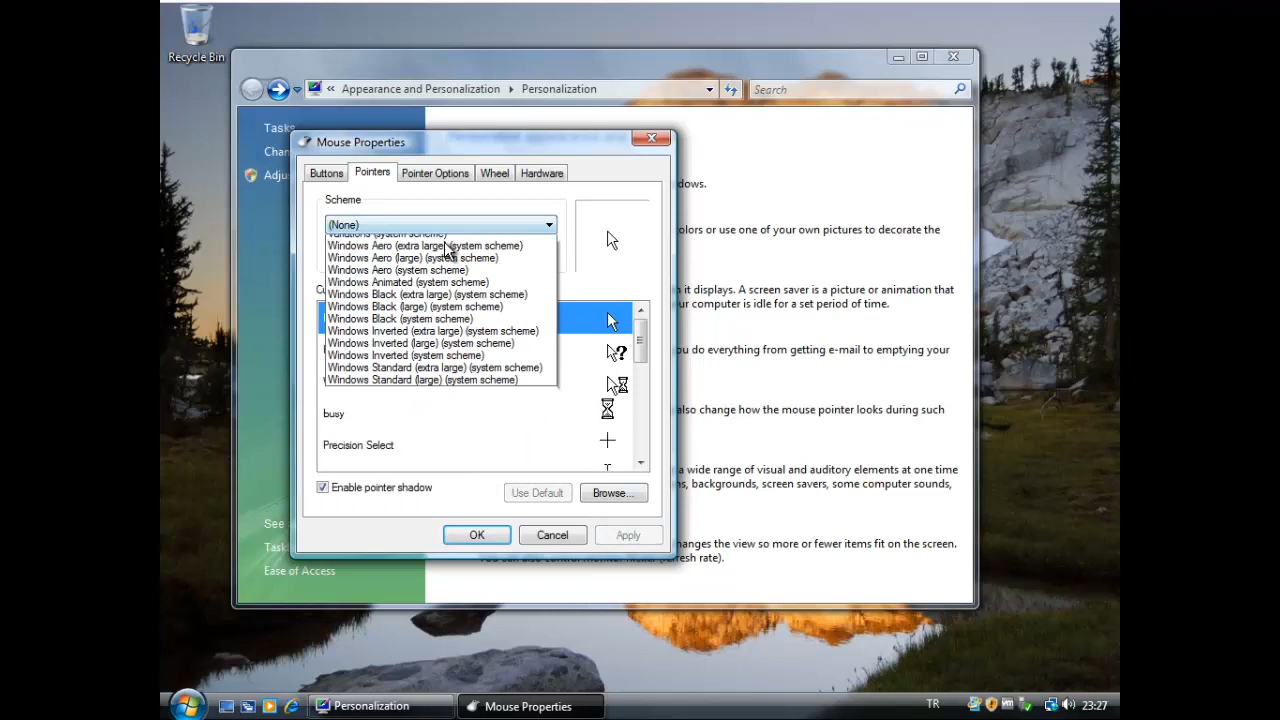 Recycle Bin
« Appearance and Personalization > Personalization
Search
Tasks
Mouse Properties
Buttons
Pointers
Pointer Options
Wheel
Hardware
dows.
Scheme
(None)
Variations (system scheme)
Windows Aero (extra large) (system scheme)
Windows Aero (large) (system scheme)
Windows Aero (system scheme)
Windows Animated (system scheme)
Windows Black (extra large) (system scheme)
Windows Black (large) (system scheme)
Windows Black (system scheme)
Windows Inverted (extra large) (system scheme)
Windows Inverted (large) (system scheme)
Windows Inverted (system scheme)
Windows Standard (extra large) (system scheme)
Windows Standard (large) (system scheme)
busy
Precision Select
Enable pointer shadow
Use Default
Browse...
OK
Cancel
Apply
colors or use one of your own pictures to decorate the
n it displays. A screen saver is a picture or animation that
our computer is idle for a set period of time.
ou do everything from getting e-mail to emptying your
also change how the mouse pointer looks during such
a wide range of visual and auditory elements at one time
ns, backgrounds, screen savers, some computer sounds,
changes the view so more or fewer items fit on the screen.
See
Task
Ease of Access
Personalization
Mouse Properties
TR
23:27